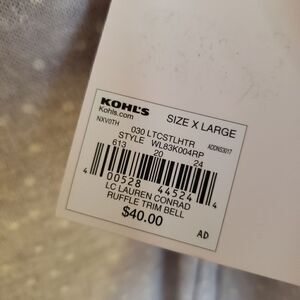 KOHL'S
SIZE X LARGE
Kohls.com
NXV0TH
030 LTCSTLHTR
AOONS3017
STYLE WL83K004RP
613 20 24
4 00528 44524 4
LC LAUREN CONRAD
RUFFLE TRIM BELL
$40.00
AD